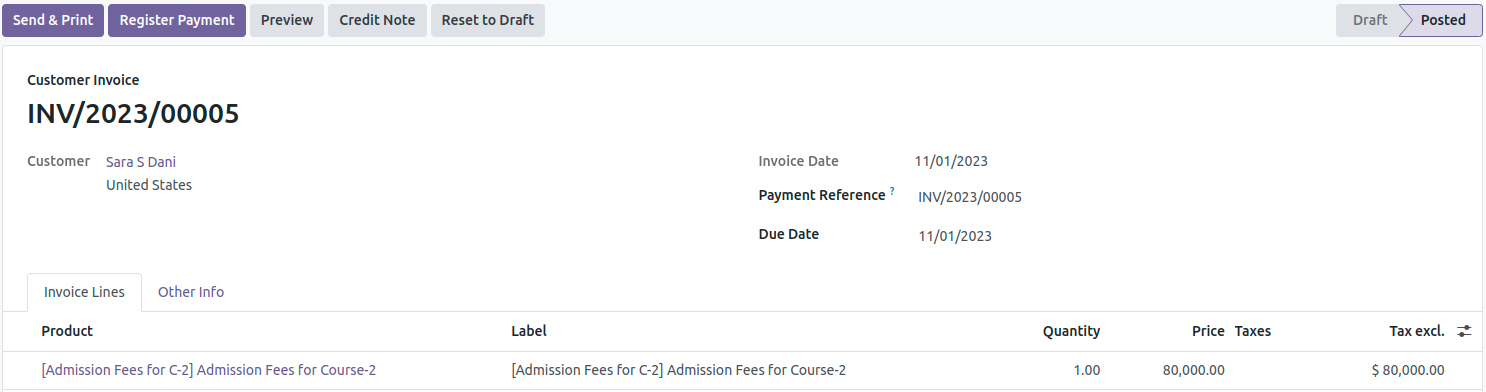 Send & Print Register Payment Preview Credit Note Reset to Draft Draft Posted
Customer Invoice
INV/2023/00005
Customer Sara S Dani Invoice Date 11/01/2023
United States
Payment Reference ? INV/2023/00005
Due Date 11/01/2023
Invoice Lines Other Info
Product Label Quantity Price Taxes Tax excl.
[Admission Fees for C-2] Admission Fees for Course-2 [Admission Fees for C-2] Admission Fees for Course-2 1.00 80,000.00 $ 80,000.00